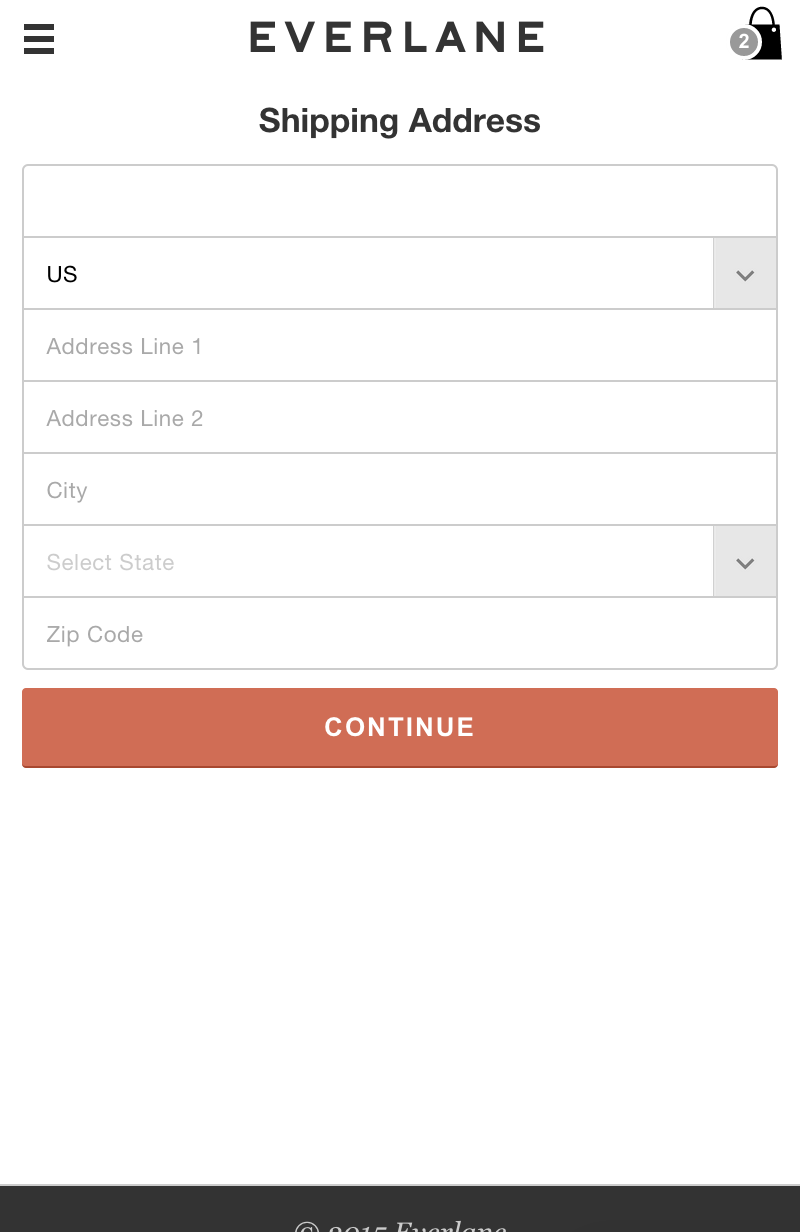 EVERLANE
2
Shipping Address
US
Address Line 1
Address Line 2
City
Select State
Zip Code
CONTINUE
© 2015 Everlane